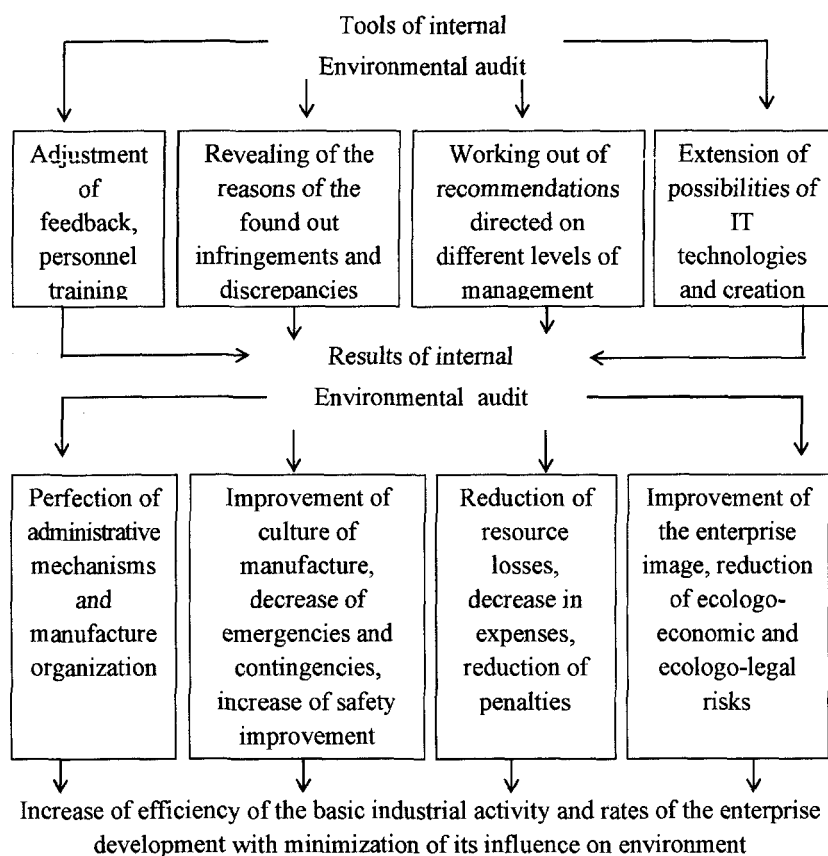 Tools of internal
Environmental audit
Adjustment
of
feedback,
personnel
training
Revealing of the
reasons of the
found out
infringements and
discrepancies
Working out of
recommendations
directed on
different levels of
management
Extension of
possibilities of
IT
technologies
and creation
Results of internal
Environmental audit
Perfection of
administrative
mechanisms
and
manufacture
organization
Improvement of
culture of
manufacture,
decrease of
emergencies and
contingencies,
increase of safety
improvement
Reduction of
resource
losses,
decrease in
expenses,
reduction of
penalties
Improvement of
the enterprise
image, reduction
of ecologo-
economic and
ecologo-legal
risks
Increase of efficiency of the basic industrial activity and rates of the enterprise
development with minimization of its influence on environment